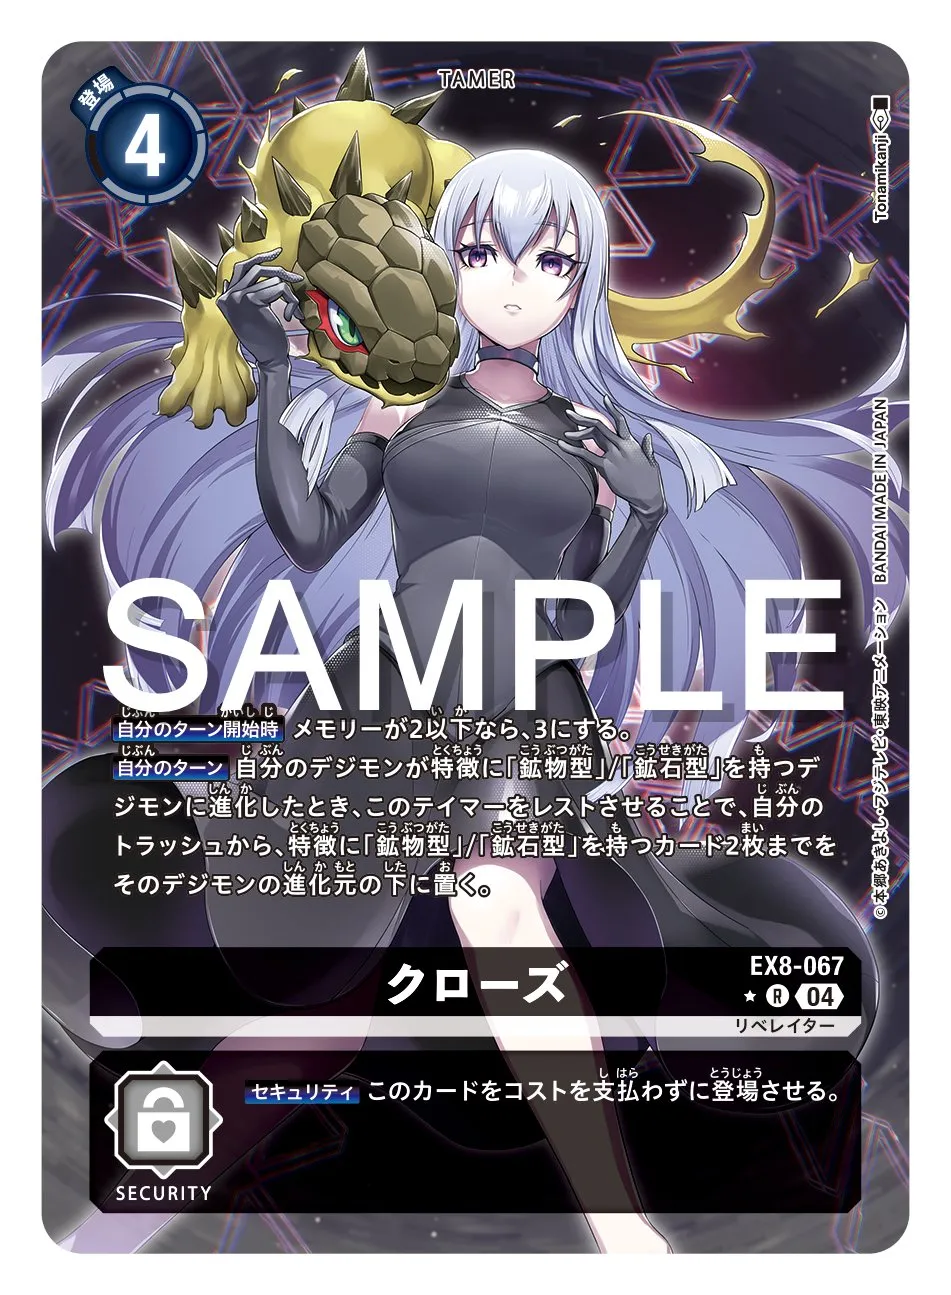 TAMER
登場
4
Tonamikanji
©本郷あきよし・フジテレビ・東映アニメーション BANDAI MADE IN JAPAN
SAMPLE
自分のターン開始時 メモリーが2以下なら、3にする。
自分のターン 自分のデジモンが特徴に「鉱物型」/「鉱石型」を持つデ
ジモンに進化したとき、このテイマーをレストさせることで、自分の
トラッシュから、特徴に「鉱物型」/「鉱石型」を持つカード2枚までを
そのデジモンの進化元の下に置く。
クローズ
EX8-067
R 04
リベレイター
セキュリティ このカードをコストを支払わずに登場させる。
SECURITY